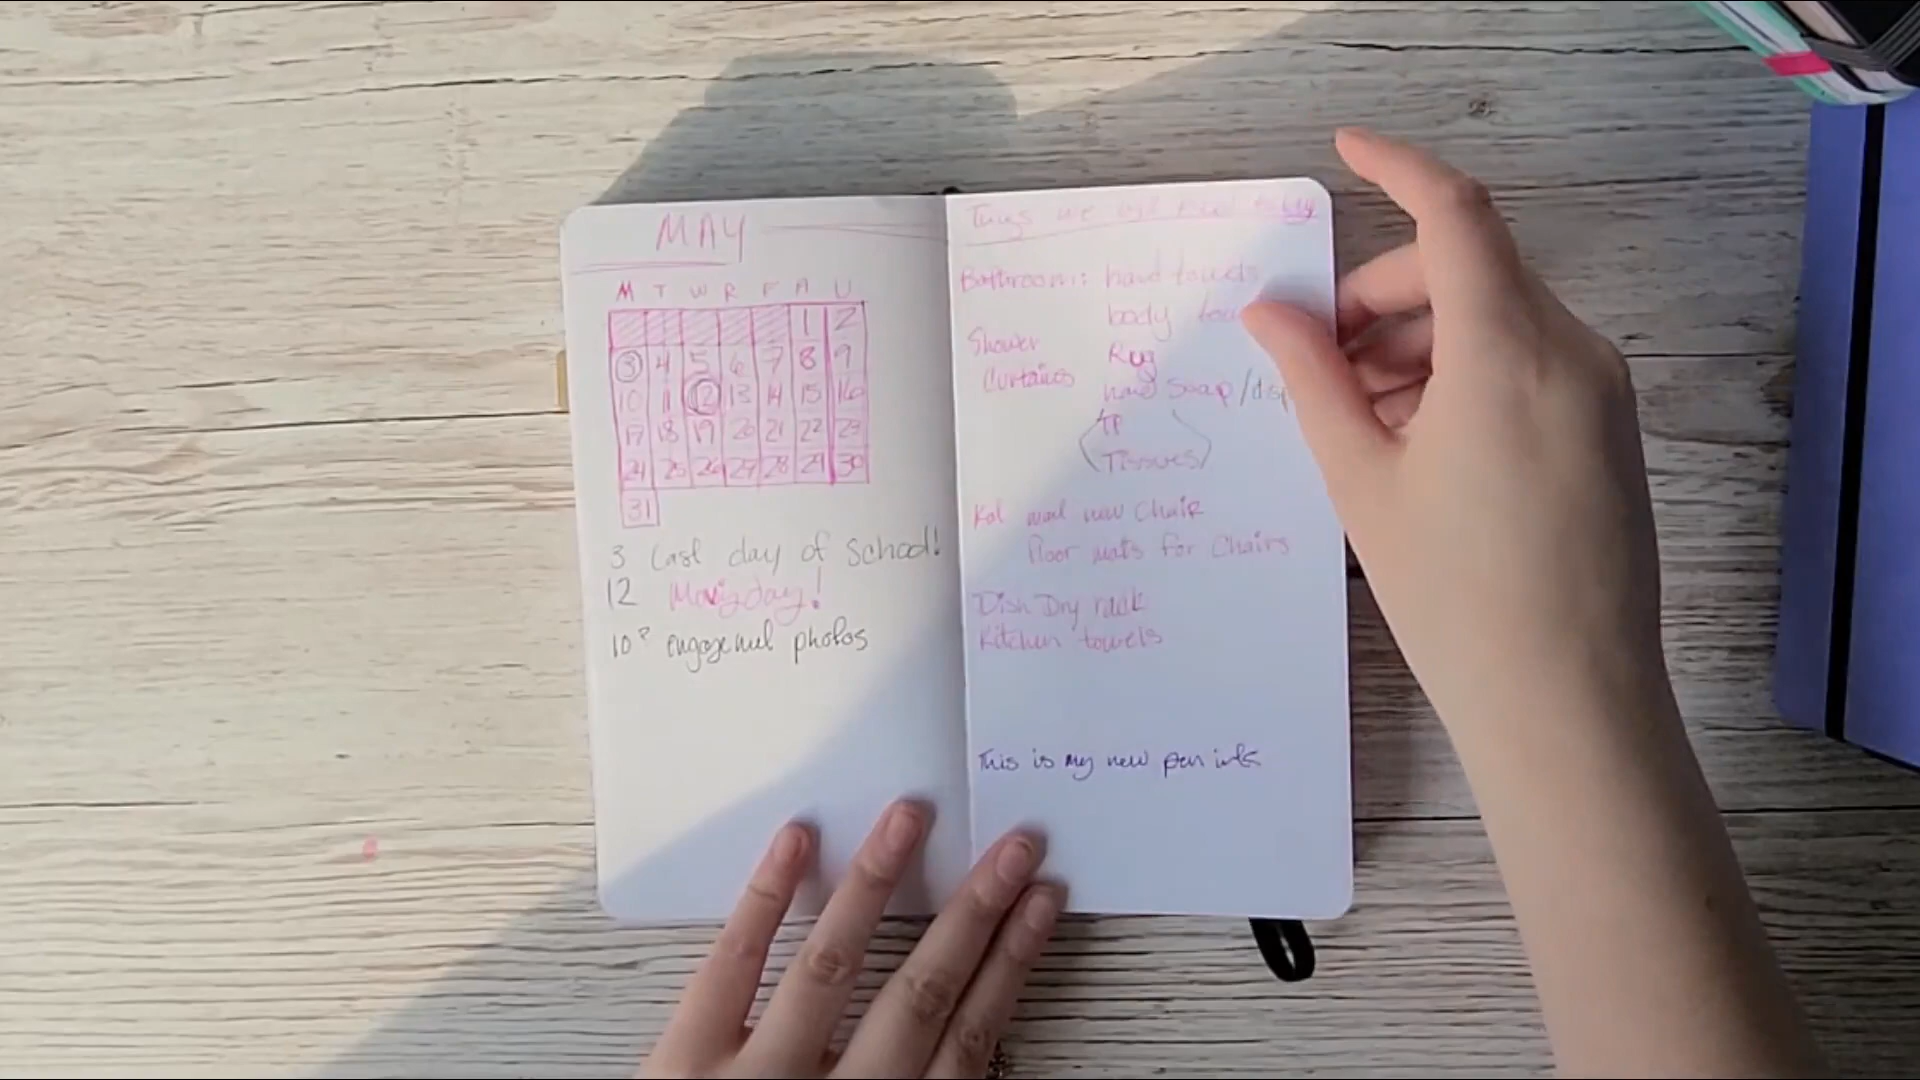 MAY
M T W R F A U
1 2
3 4 5 6 7 8 9
10 11 12 13 14 15 16
17 18 19 20 21 22 23
24 25 26 27 28 29 30
31
3 Last day of School!
12 Moving day!
10? engagement photos
Things we
Bathroom: hand towels
body
Shower Curtains
Rug
hand Soap/
TP
Tissues
Kal new Chair
floor mats for Chairs
Dish Dry rack
Kitchen towels
This is my new pen ink